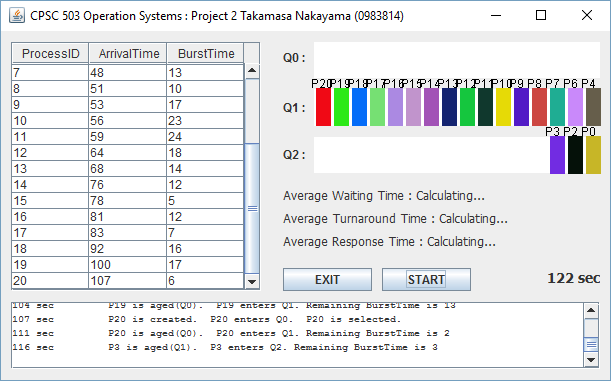 CPSC 503 Operation Systems : Project 2 Takamasa Nakayama (0983814)
ProcessID ArrivalTime BurstTime
7 48 13
8 51 10
9 53 17
10 56 23
11 59 24
12 64 18
13 68 14
14 76 12
15 78 5
16 81 12
17 83 7
18 92 16
19 100 17
20 107 6
Q0 :
P20 P19 P18 P17 P16 P15 P14 P13 P12 P11 P10 P9 P8 P7 P6 P4
Q1 :
P3 P2 P0
Q2 :
Average Waiting Time : Calculating...
Average Turnaround Time : Calculating...
Average Response Time : Calculating...
EXIT START 122 sec
104 sec P19 is aged(Q0). P19 enters Q1. Remaining BurstTime is 13
107 sec P20 is created. P20 enters Q0. P20 is selected.
111 sec P20 is aged(Q0). P20 enters Q1. Remaining BurstTime is 2
116 sec P3 is aged(Q1). P3 enters Q2. Remaining BurstTime is 3